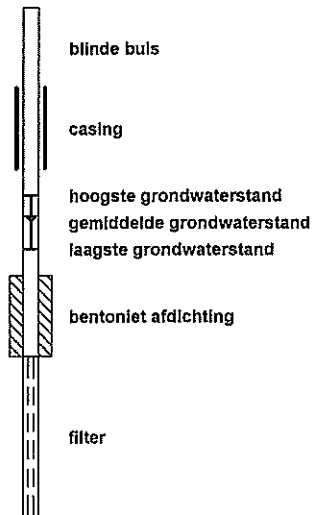 blinde buis
casing
hoogste grondwaterstand
gemiddelde grondwaterstand
laagste grondwaterstand
bentoniet afdichting
filter